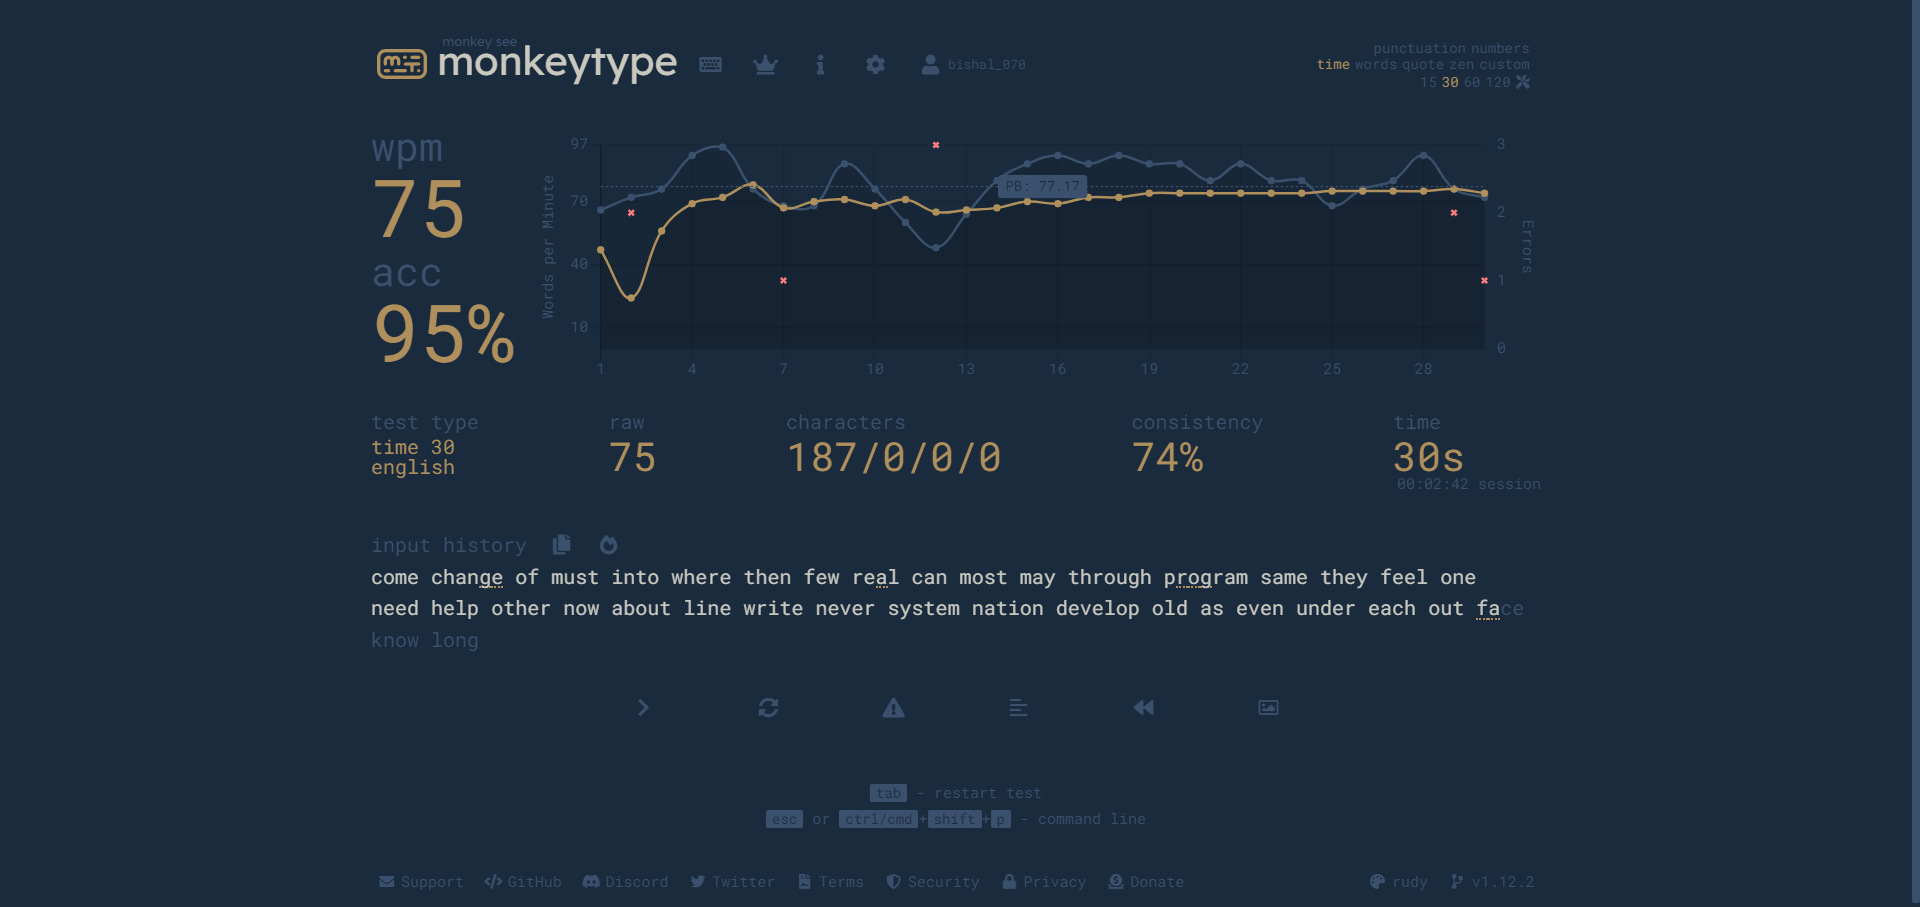 monkey see
monkeytype
bishal_070
punctuation numbers
time words quote zen custom
15 30 60 120
wpm
75
acc
95%
Words per Minute
97
70
40
10
PB: 77.17
3
2
1
0
Errors
1 4 7 10 13 16 19 22 25 28
test type
time 30
english
raw
75
characters
187/0/0/0
consistency
74%
time
30s
00:02:42 session
input history
come change of must into where then few real can most may through program same they feel one
need help other now about line write never system nation develop old as even under each out face
know long
tab - restart test
esc or ctrl/cmd+shift+p - command line
Support GitHub Discord Twitter Terms Security Privacy Donate rudy v1.12.2